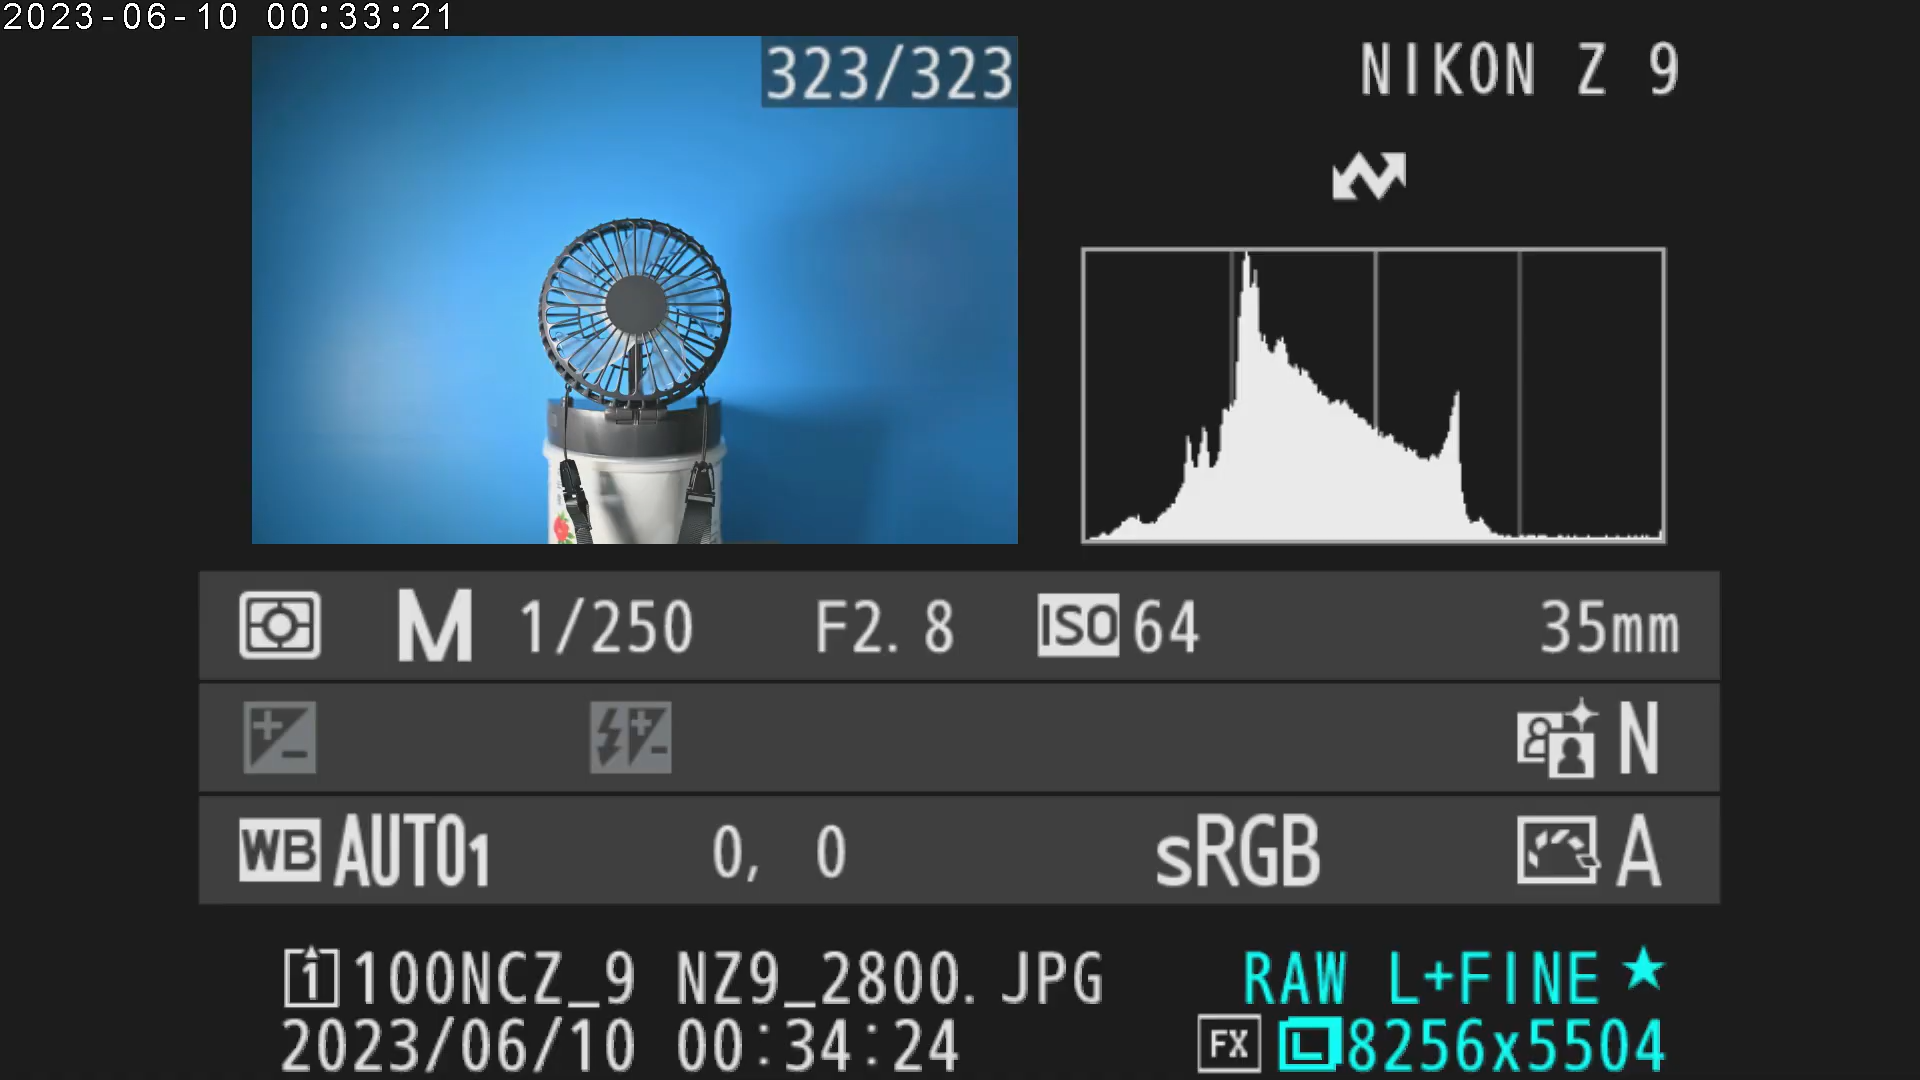 2023-06-10 00:33:21
323/323
NIKON Z 9
M 1/250 F2.8 ISO 64 35mm
N
WB AUTO1 0, 0 sRGB A
1 100NCZ_9 NZ9_2800.JPG RAW L+FINE★
2023/06/10 00:34:24 FX L 8256x5504